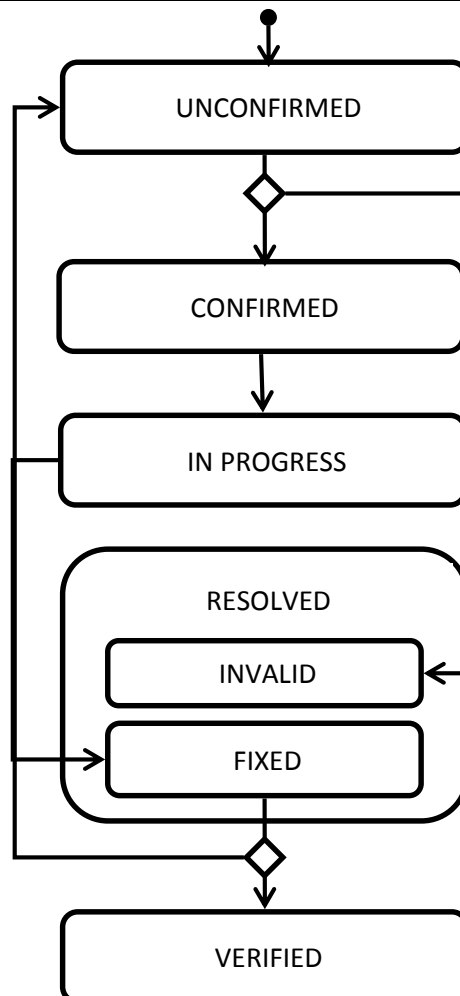 UNCONFIRMED
CONFIRMED
IN PROGRESS
RESOLVED
INVALID
FIXED
VERIFIED